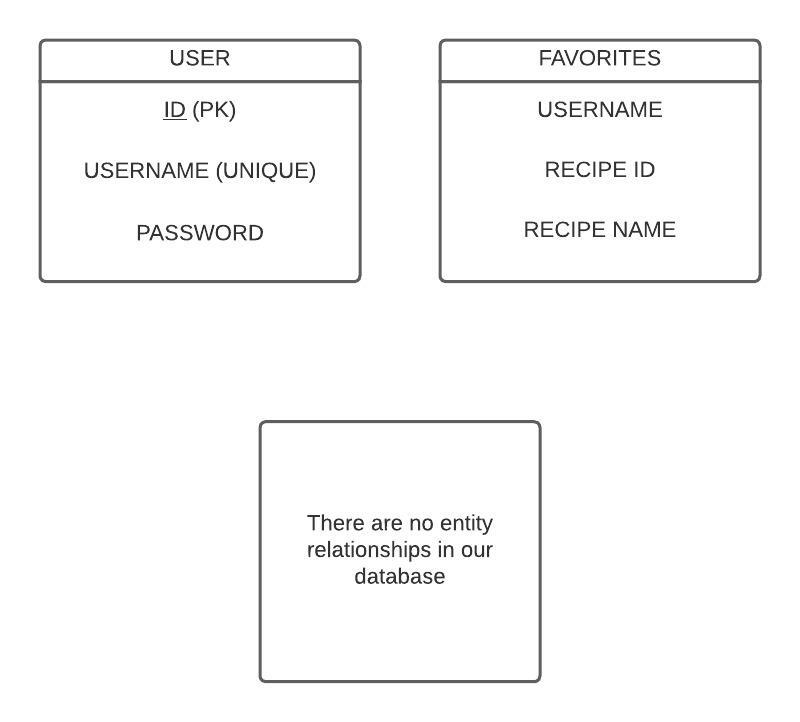 USER
ID (PK)
USERNAME (UNIQUE)
PASSWORD
FAVORITES
USERNAME
RECIPE ID
RECIPE NAME
There are no entity
relationships in our
database